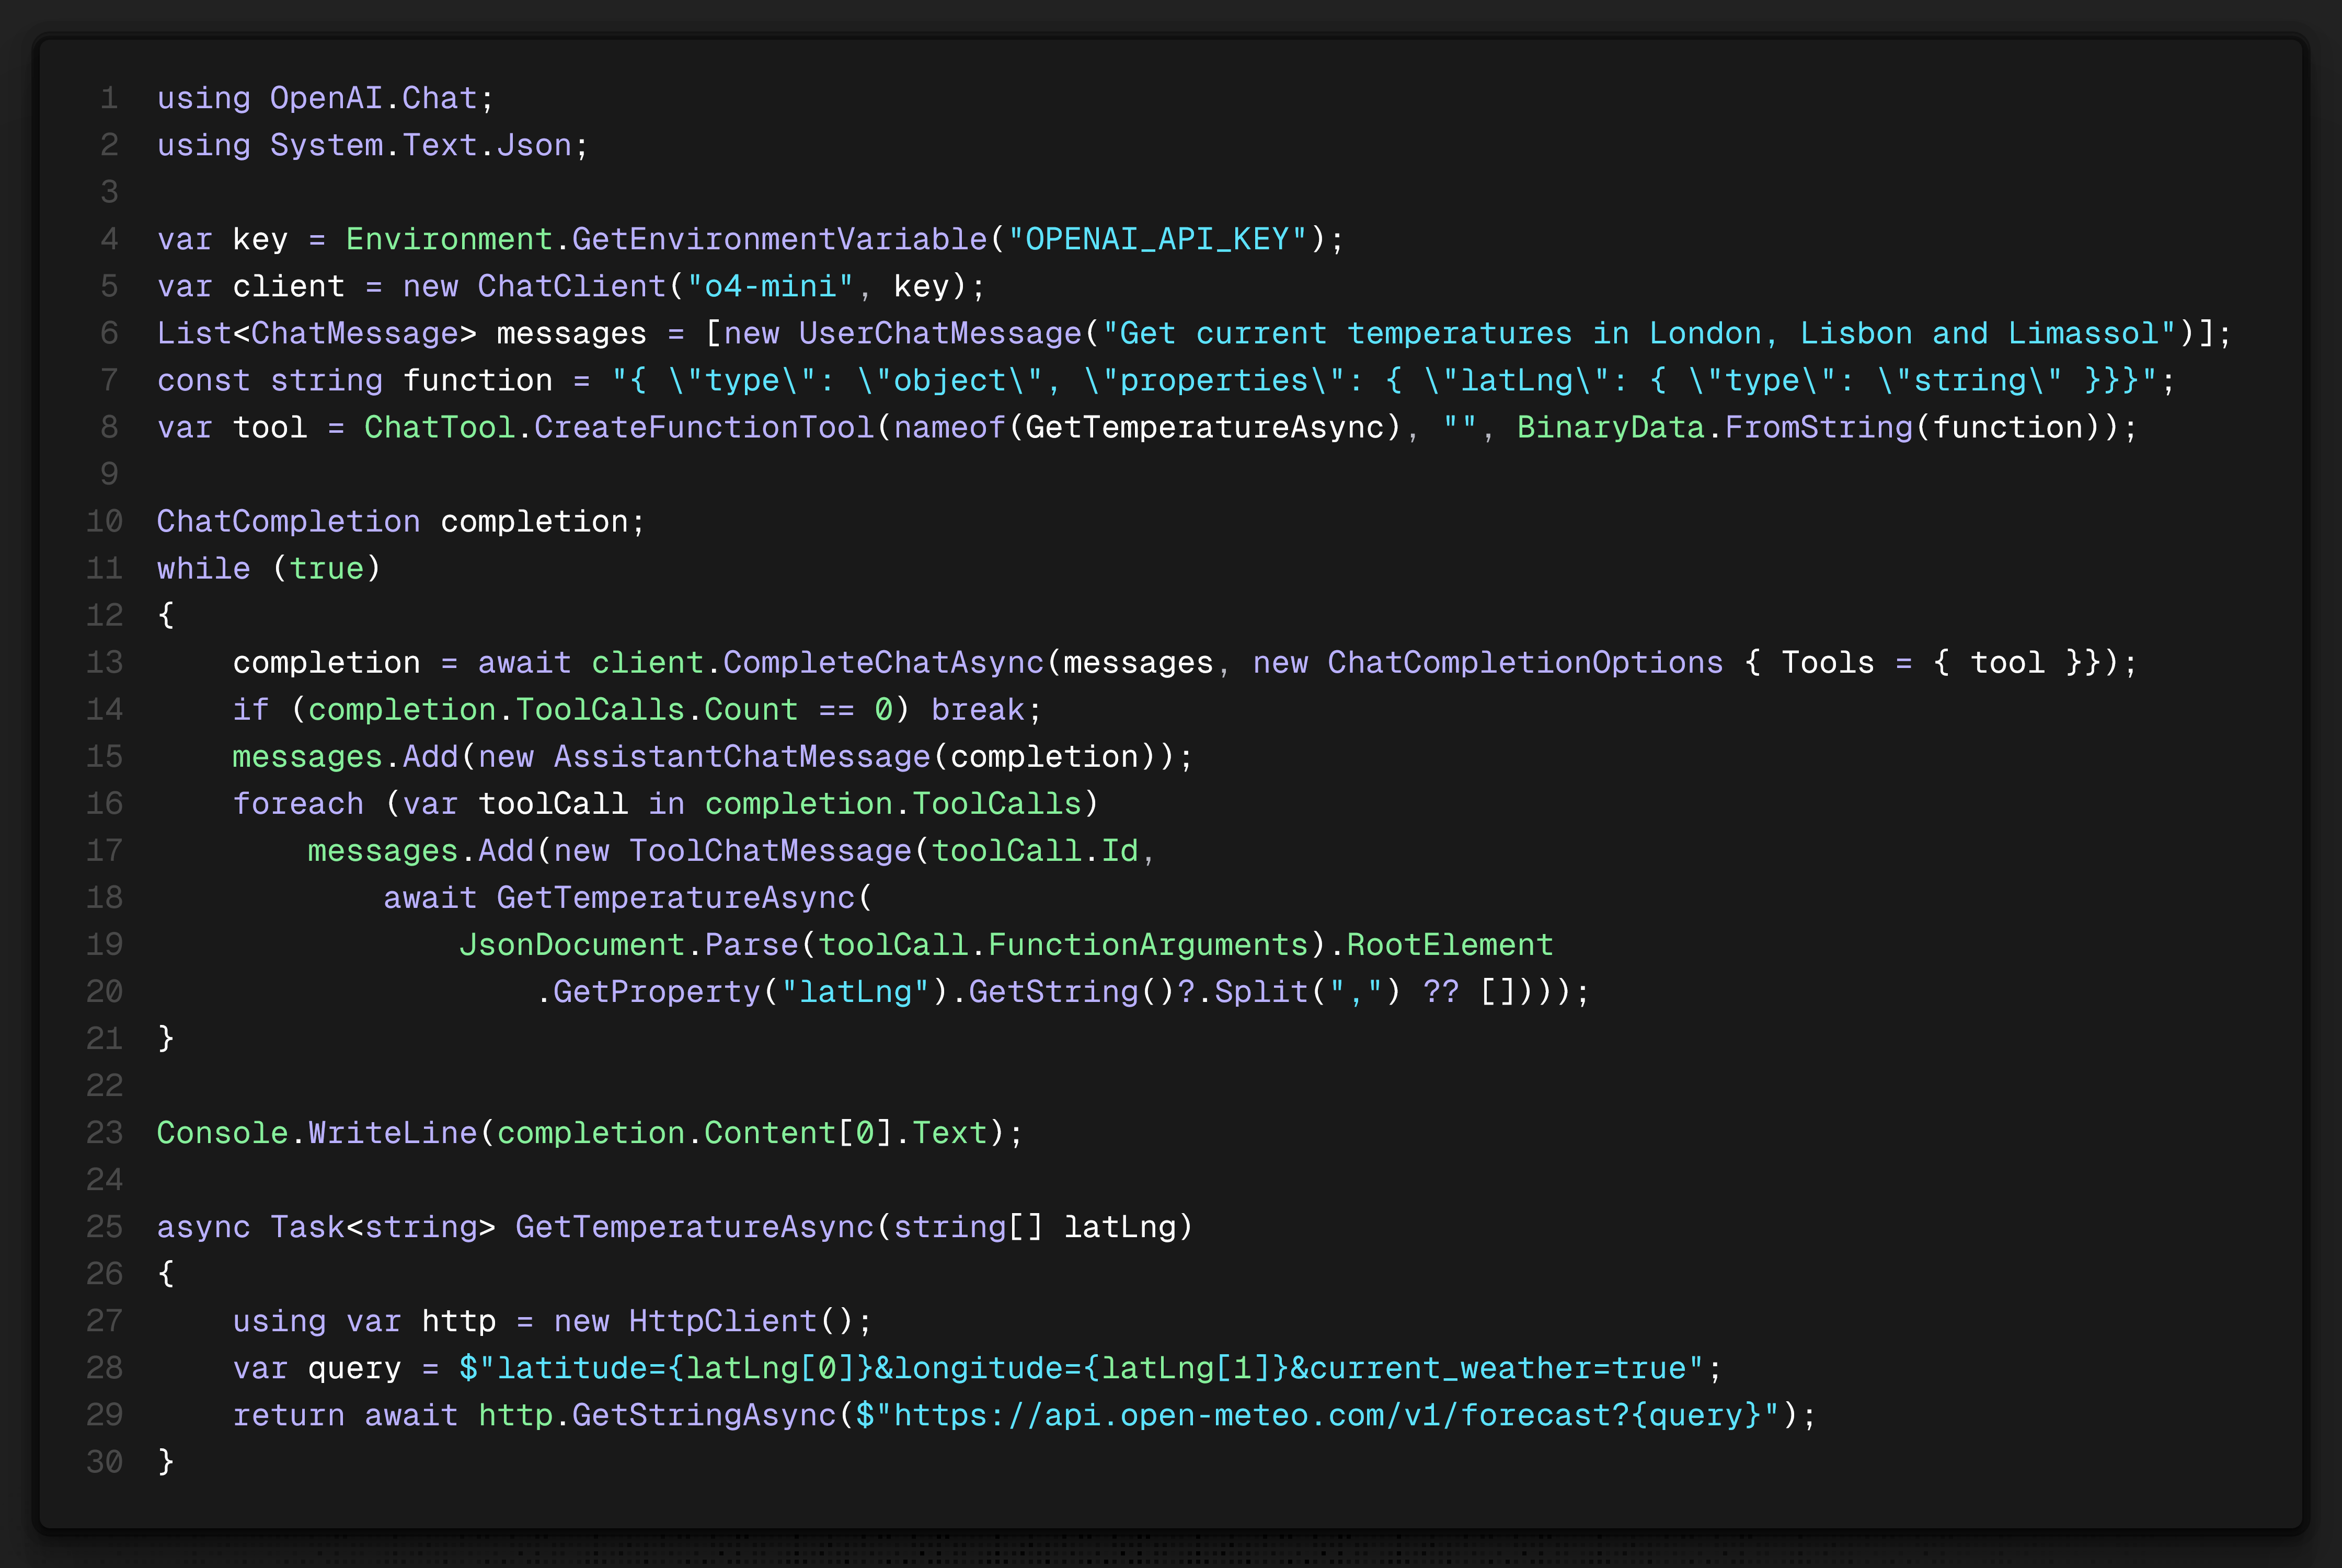 1 using OpenAI.Chat;
2 using System.Text.Json;
3
4 var key = Environment.GetEnvironmentVariable("OPENAI_API_KEY");
5 var client = new ChatClient("o4-mini", key);
6 List<ChatMessage> messages = [new UserChatMessage("Get current temperatures in London, Lisbon and Limassol")];
7 const string function = "{ \"type\": \"object\", \"properties\": { \"latLng\": { \"type\": \"string\" }}}";
8 var tool = ChatTool.CreateFunctionTool(nameof(GetTemperatureAsync), "", BinaryData.FromString(function));
9
10 ChatCompletion completion;
11 while (true)
12 {
13     completion = await client.CompleteChatAsync(messages, new ChatCompletionOptions { Tools = { tool }});
14     if (completion.ToolCalls.Count == 0) break;
15     messages.Add(new AssistantChatMessage(completion));
16     foreach (var toolCall in completion.ToolCalls)
17         messages.Add(new ToolChatMessage(toolCall.Id,
18             await GetTemperatureAsync(
19                 JsonDocument.Parse(toolCall.FunctionArguments).RootElement
20                     .GetProperty("latLng").GetString()?.Split(",") ?? [])));
21 }
22
23 Console.WriteLine(completion.Content[0].Text);
24
25 async Task<string> GetTemperatureAsync(string[] latLng)
26 {
27     using var http = new HttpClient();
28     var query = $"latitude={latLng[0]}&longitude={latLng[1]}&current_weather=true";
29     return await http.GetStringAsync($"https://api.open-meteo.com/v1/forecast?{query}");
30 }